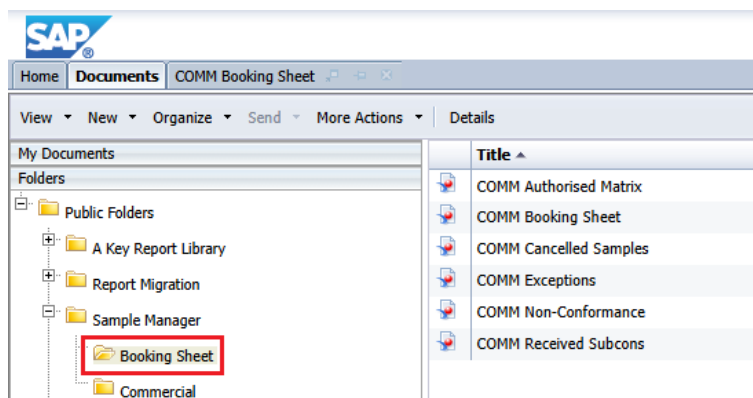 SAP
®
Home Documents COMM Booking Sheet
View New Organize Send More Actions Details
My Documents
Folders
Public Folders
A Key Report Library
Report Migration
Sample Manager
Booking Sheet
Commercial
Title
COMM Authorised Matrix
COMM Booking Sheet
COMM Cancelled Samples
COMM Exceptions
COMM Non-Conformance
COMM Received Subcons